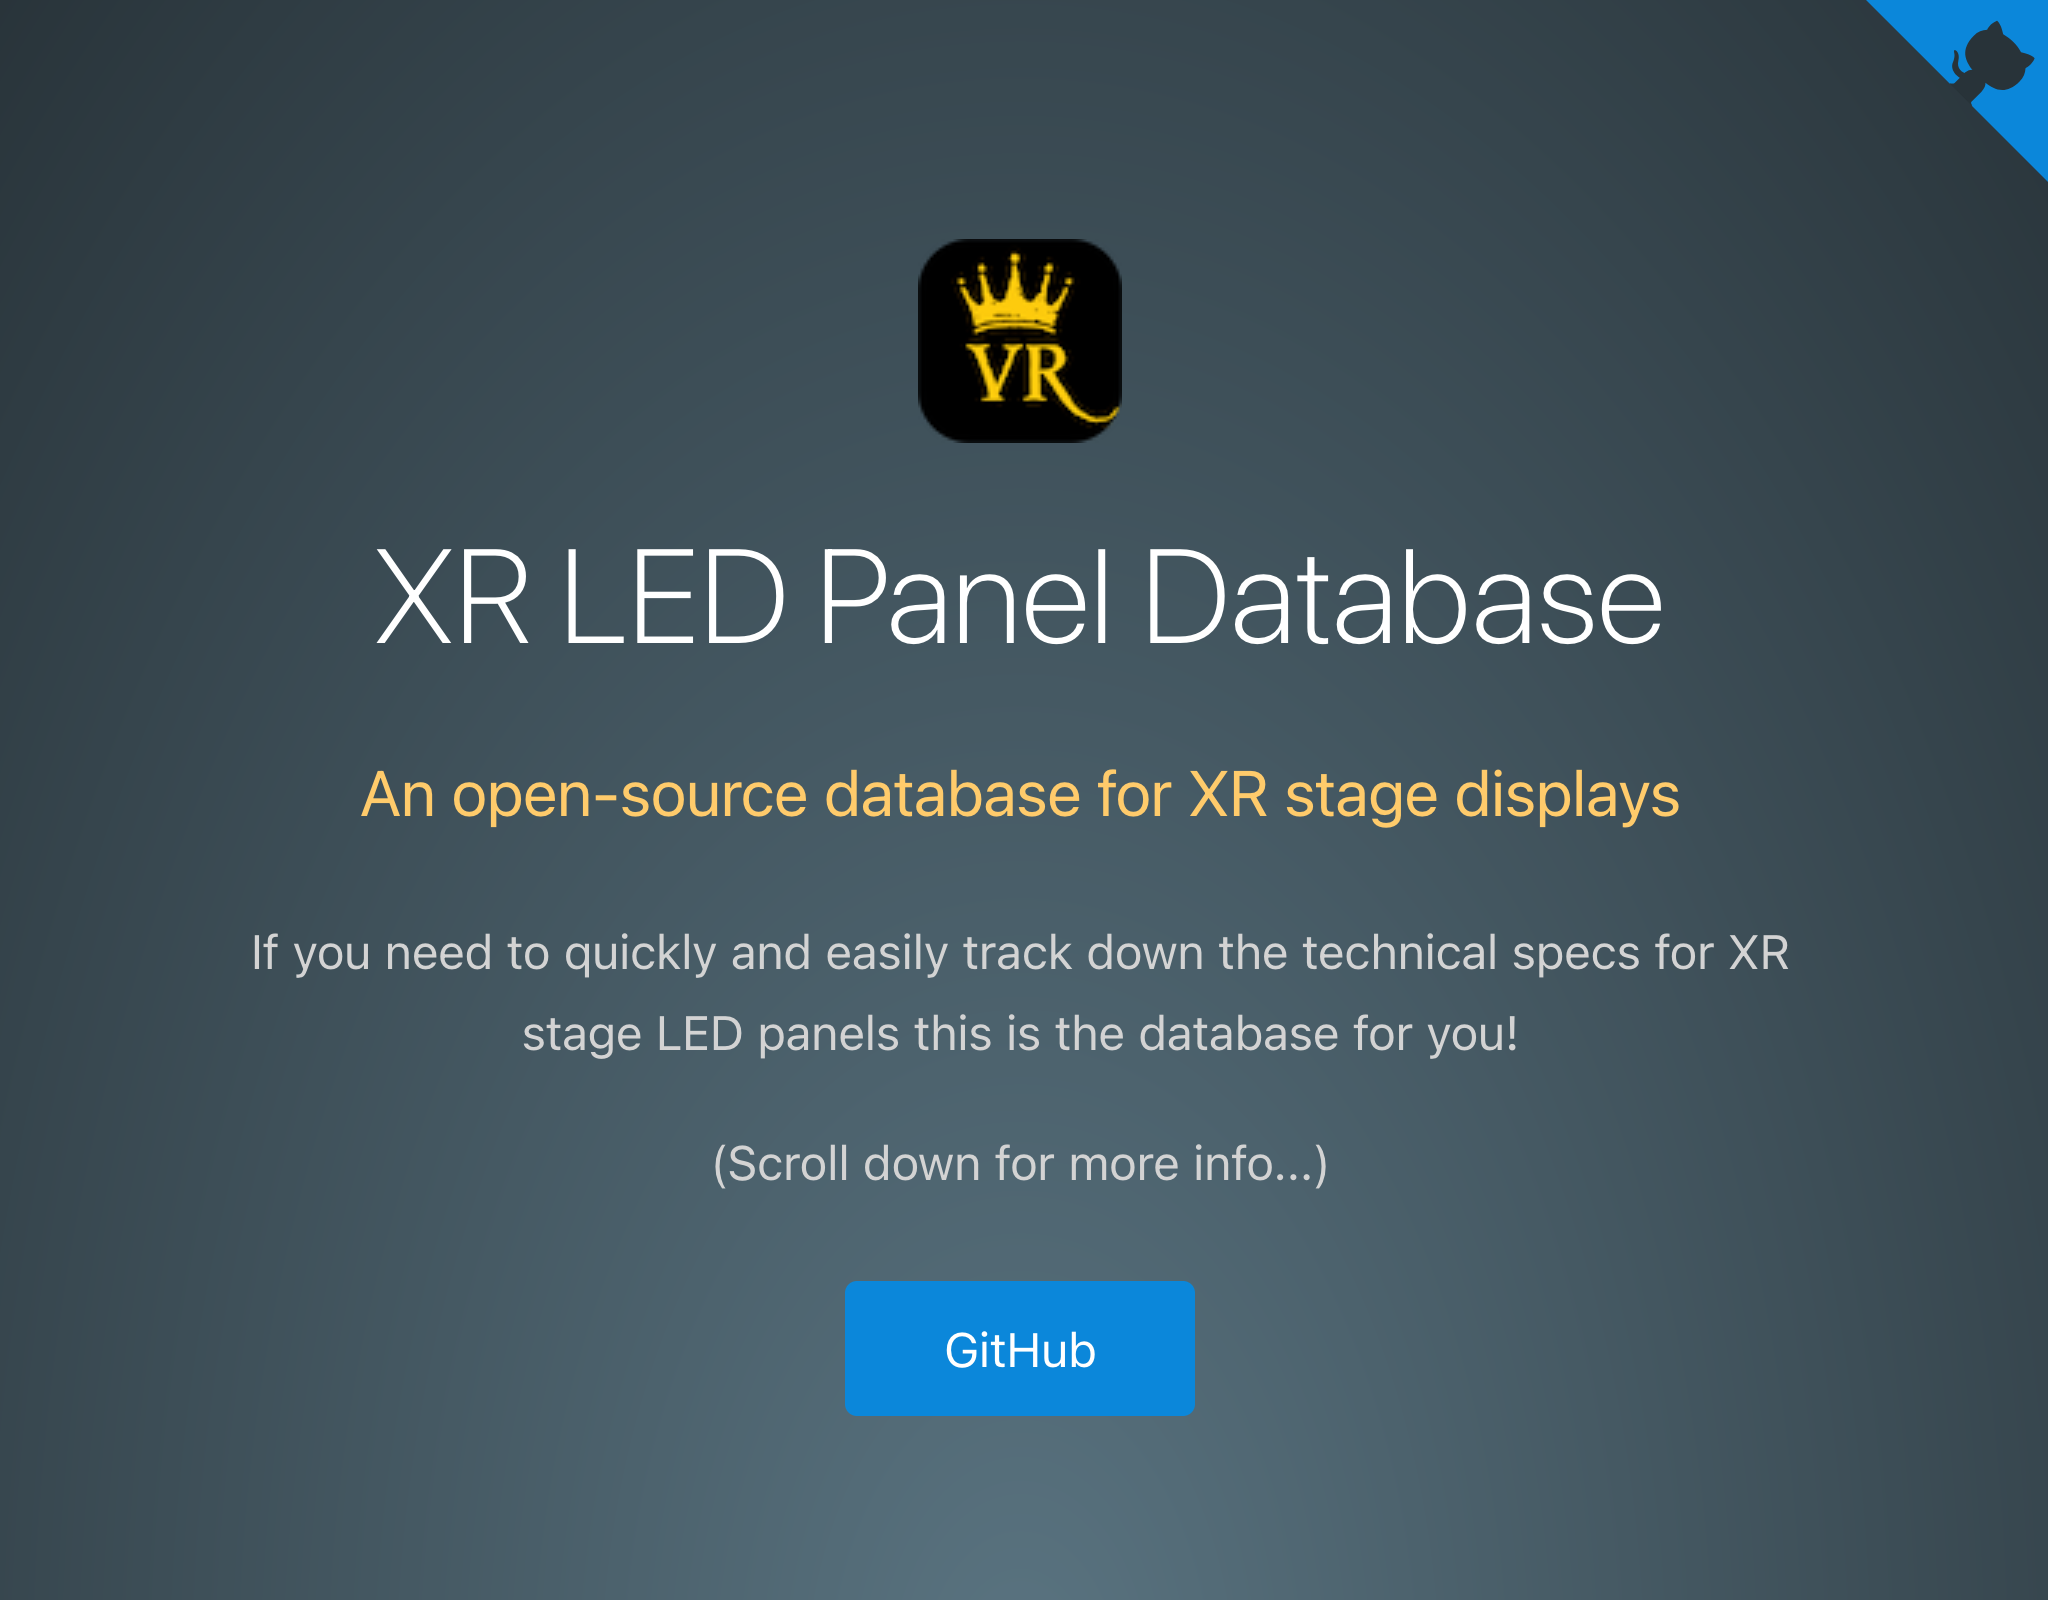 VR
XR LED Panel Database
An open-source database for XR stage displays
If you need to quickly and easily track down the technical specs for XR
stage LED panels this is the database for you!
(Scroll down for more info...)
GitHub